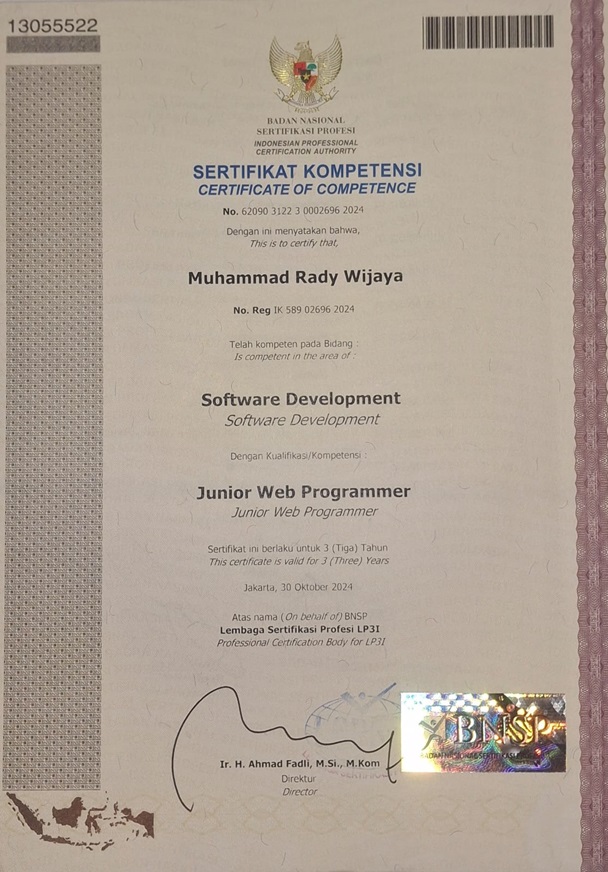 13055522
BADAN NASIONAL
SERTIFIKASI PROFESI
INDONESIAN PROFESSIONAL
CERTIFICATION AUTHORITY
SERTIFIKAT KOMPETENSI
CERTIFICATE OF COMPETENCE
No. 62090 3122 3 0002696 2024
Dengan ini menyatakan bahwa,
This is to certify that,
Muhammad Rady Wijaya
No. Reg IK 589 02696 2024
Telah kompeten pada Bidang :
Is competent in the area of :
Software Development
Software Development
Dengan Kualifikasi/Kompetensi :
Junior Web Programmer
Junior Web Programmer
Sertifikat ini berlaku untuk 3 (Tiga) Tahun
This certificate is valid for 3 (Three) Years
Jakarta, 30 Oktober 2024
Atas nama (On behalf of) BNSP
Lembaga Sertifikasi Profesi LP3I
Professional Certification Body for LP3I
BNSP
BADAN NASIONAL SERTIFIKASI
Ir. H. Ahmad Fadli, M.Si., M.Kom
Direktur
Director